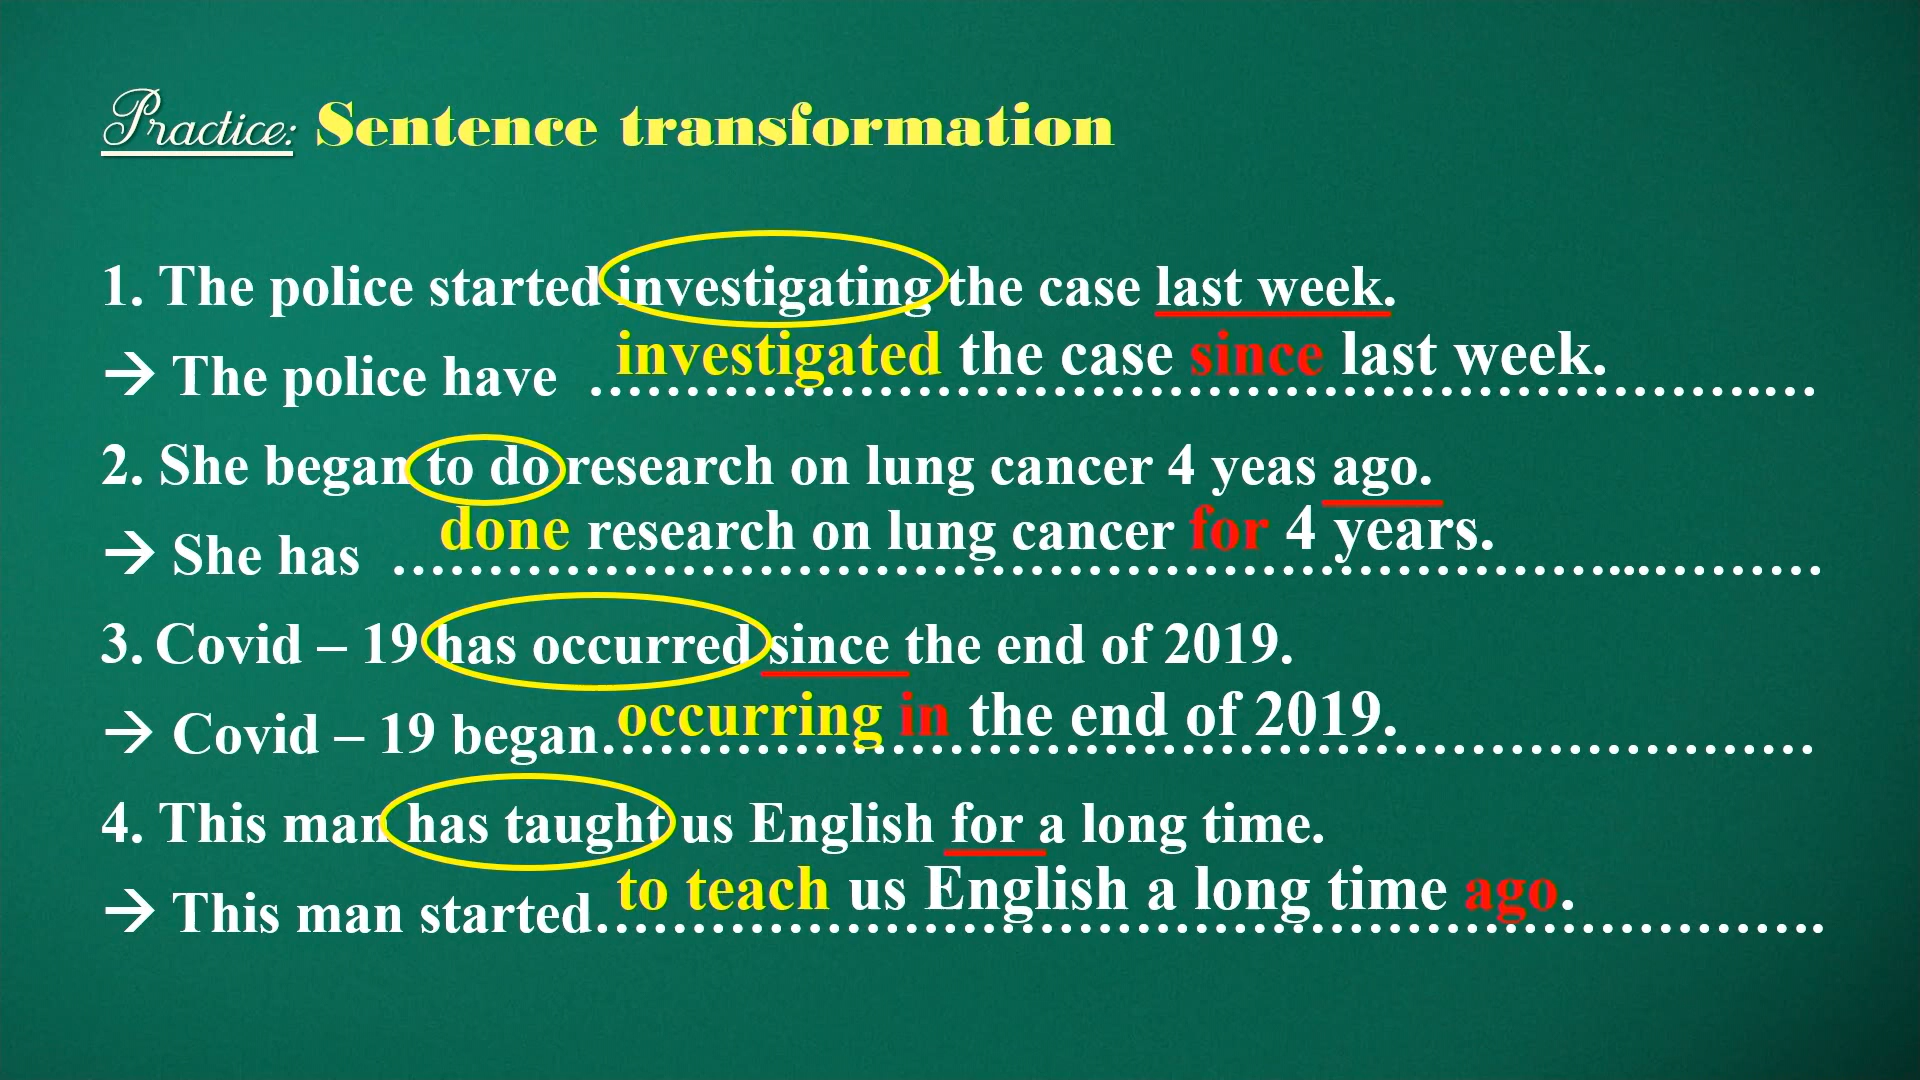 Practice: Sentence transformation
1. The police started investigating the case last week.
→ The police have ................................ investigated the case since last week.
2. She began to do research on lung cancer 4 yeas ago.
→ She has ................................ done research on lung cancer for 4 years.
3. Covid – 19 has occurred since the end of 2019.
→ Covid – 19 began................................ occurring in the end of 2019.
4. This man has taught us English for a long time.
→ This man started................................ to teach us English a long time ago.